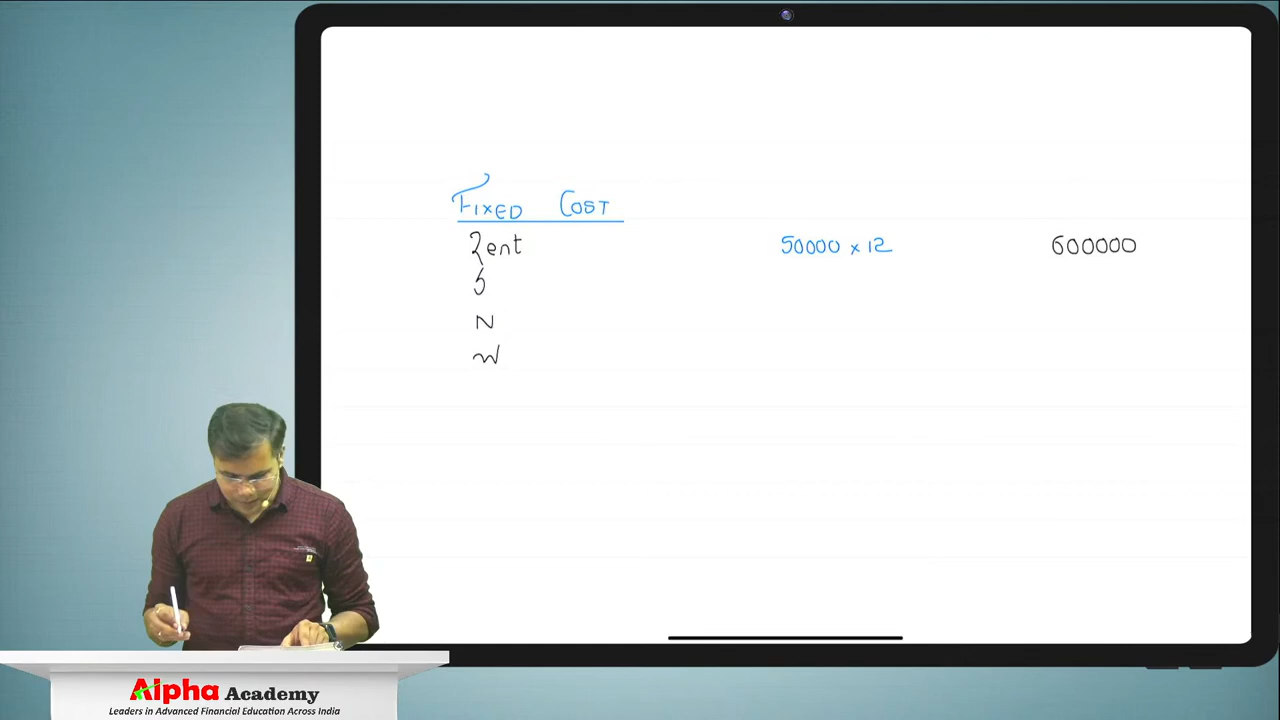 FIXED COST
Rent 50000 x 12 600000
S
N
W
Alpha Academy
Leaders in Advanced Financial Education Across India